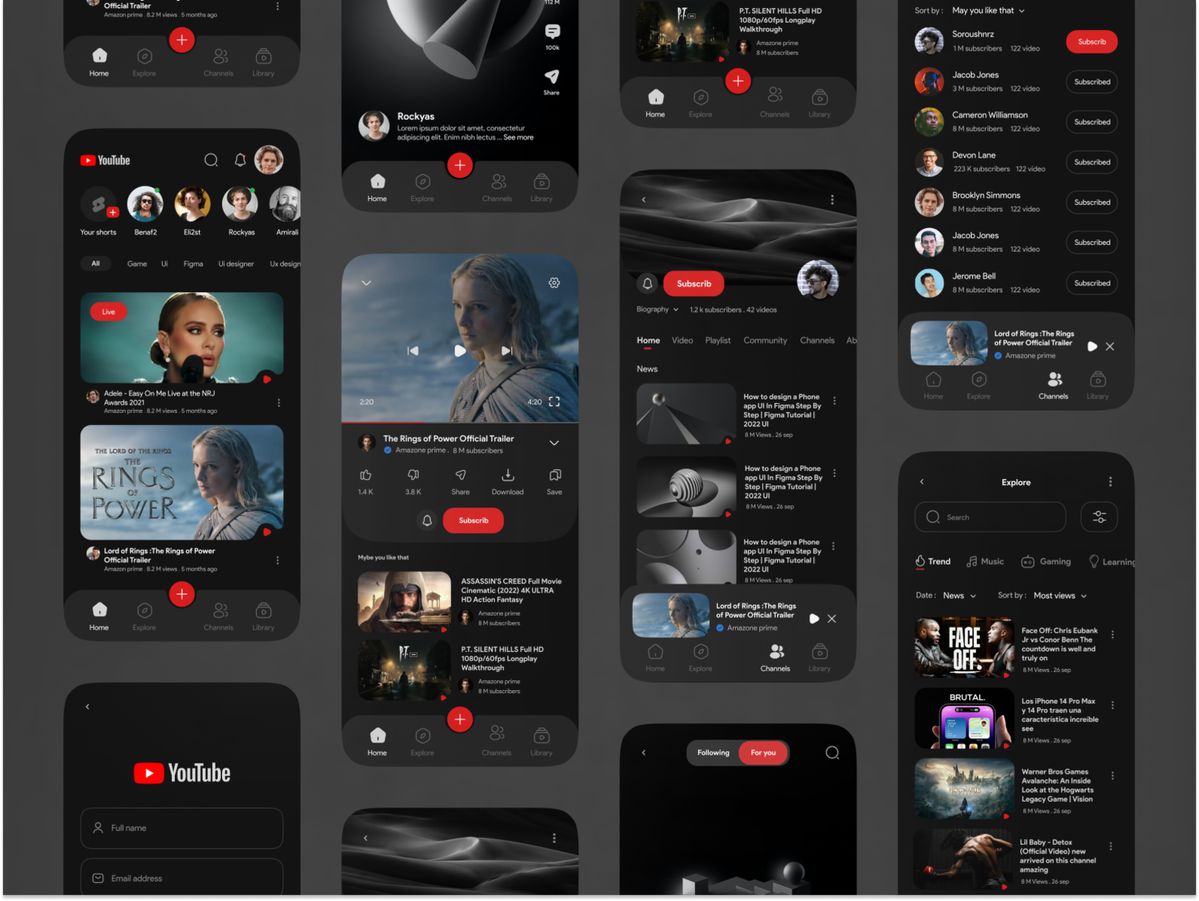 Official Trailer
Amazon prime . 8.2 M views . 5 months ago
Home
Explore
Channels
Library
YouTube
Your shorts
Benaf2
Eli2st
Rockyas
Amirali
All
Game
Ui
Figma
Ui designer
Ux design
Live
Adele - Easy On Me Live at the NRJ
Awards 2021
Amazon prime . 8.2 M views . 5 months ago
THE LORD OF THE RINGS
THE
RINGS
OF
POWER
Lord of Rings :The Rings of Power
Official Trailer
Amazon prime . 8.2 M views . 5 months ago
Home
Explore
Channels
Library
YouTube
Full name
Email address
112 M
100k
Share
Rockyas
Lorem ipsum dolor sit amet, consectetur
adipiscing elit. Enim nibh lectus ... See more
Home
Explore
Channels
Library
2:20
4:20
The Rings of Power Official Trailer
Amazone prime . 8 M subscribers
1.4 K
3.8 K
Share
Download
Save
Subscrib
Mybe you like that
ASSASSIN'S CREED Full Movie
Cinematic (2022) 4K ULTRA
HD Action Fantasy
Amazone prime
8 M subscribers
P.T.
P.T. SILENT HILLS Full HD
1080p/60fps Longplay
Walkthrough
Amazone prime
8 M subscribers
Home
Explore
Channels
Library
P.T.
P.T. SILENT HILLS Full HD
1080p/60fps Longplay
Walkthrough
Amazone prime
8 M subscribers
Home
Explore
Channels
Library
Subscrib
Biography
1.2 k subscribers . 42 videos
Home
Video
Playlist
Community
Channels
Ab
News
How to design a Phone
app UI In Figma Step By
Step | Figma Tutorial |
2022 UI
8 M Views . 26 sep
How to design a Phone
app UI In Figma Step By
Step | Figma Tutorial |
2022 UI
8 M Views . 26 sep
How to design a Phone
app UI In Figma Step By
Step | Figma Tutorial |
2022 UI
8 M Views . 26 sep
Lord of Rings :The Rings
of Power Official Trailer
Amazone prime
Home
Explore
Channels
Library
Following
For you
Sort by :
May you like that
Soroushnrz
1 M subscribers 122 video
Subscrib
Jacob Jones
3 M subscribers 122 video
Subscribed
Cameron Williamson
8 M subscribers 122 video
Subscribed
Devon Lane
223 K subscribers 122 video
Subscribed
Brooklyn Simmons
8 M subscribers 122 video
Subscribed
Jacob Jones
8 M subscribers 122 video
Subscribed
Jerome Bell
8 M subscribers 122 video
Subscribed
Lord of Rings :The Rings
of Power Official Trailer
Amazone prime
Home
Explore
Channels
Library
Explore
Search
Trend
Music
Gaming
Learning
Date :
News
Sort by :
Most views
FACE
OFF.
Face Off: Chris Eubank
Jr vs Conor Benn The
countdown is well and
truly on
8 M Views . 26 sep
BRUTAL.
Los iPhone 14 Pro Max
y 14 Pro traen una
característica increíble
see
8 M Views . 26 sep
Warner Bros Games
Avalanche: An Inside
Look at the Hogwarts
Legacy Game | Vision
8 M Views . 26 sep
Lil Baby - Detox
(Official Video) new
arrived on this channel
amazing
8 M Views . 26 sep